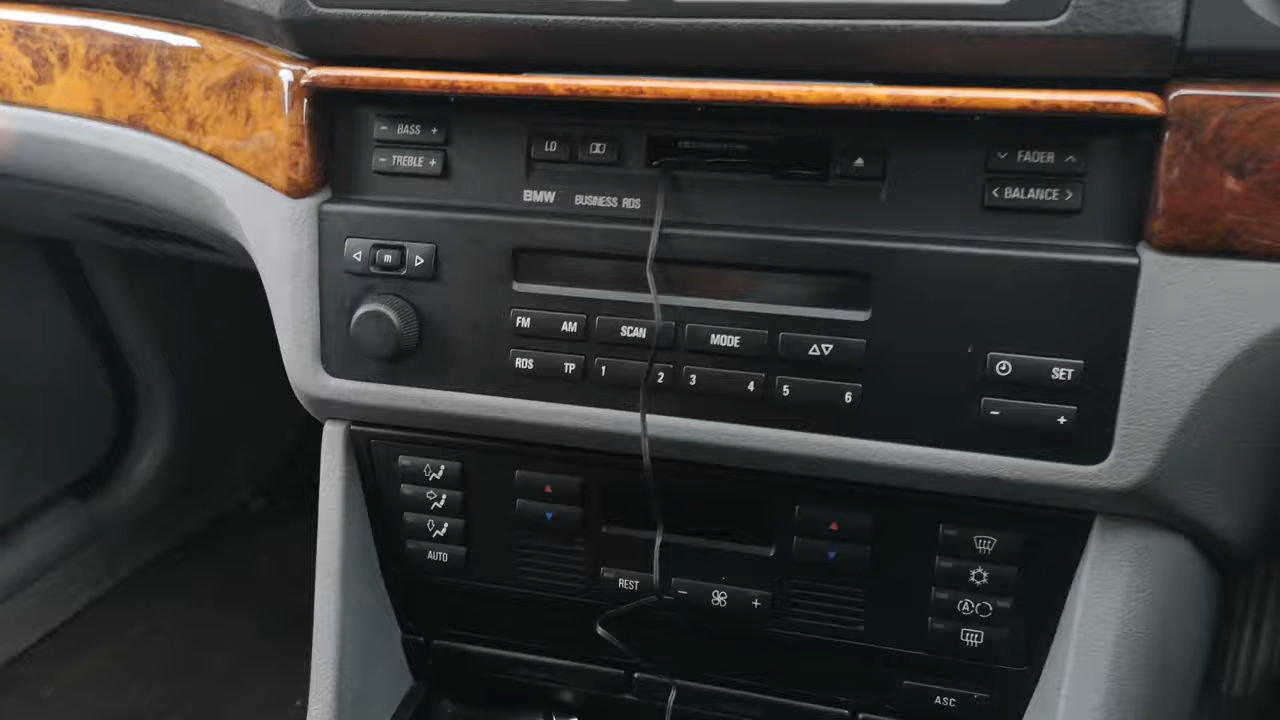 - BASS +
- TREBLE +
LO
FADER
< BALANCE >
BMW BUSINESS RDS
m
FM AM
SCAN
MODE
RDS TP
1 2
3 4
5 6
SET
- +
AUTO
REST
- +
A
ASC